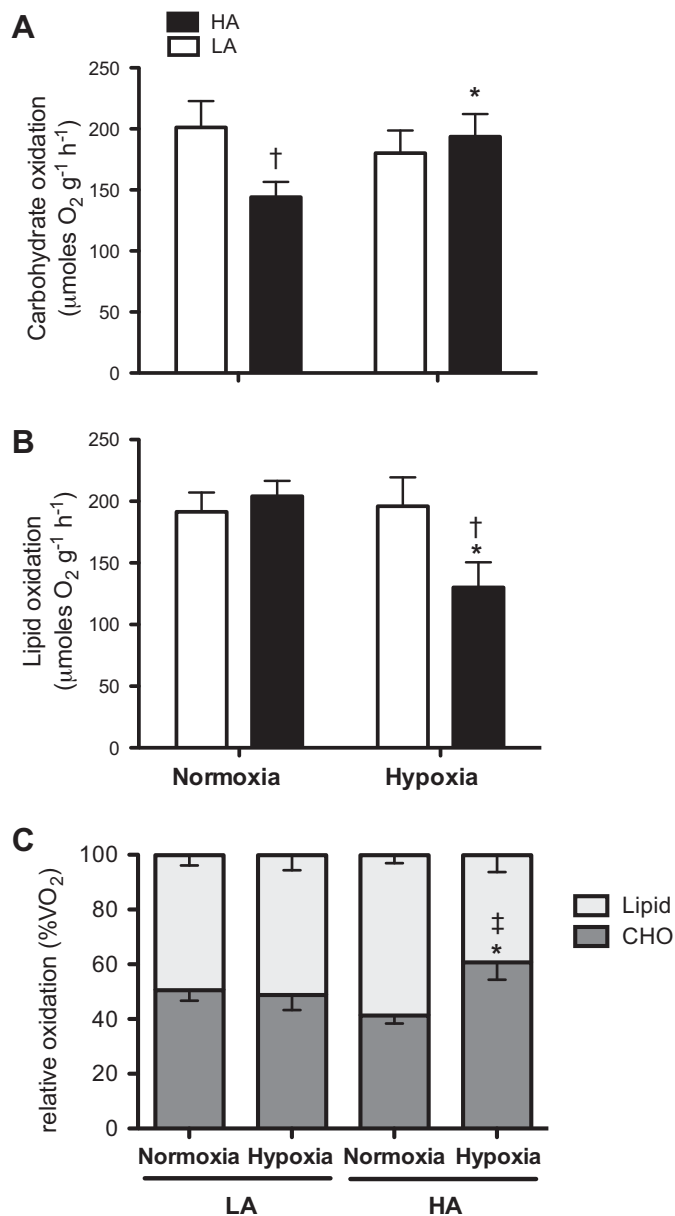 A
HA
LA
Carbohydrate oxidation
(μmoles O₂ g⁻¹ h⁻¹)
250
200
150
100
50
0
†
*
B
Lipid oxidation
(μmoles O₂ g⁻¹ h⁻¹)
250
200
150
100
50
0
†
*
Normoxia Hypoxia
C
relative oxidation (%VO₂)
100
80
60
40
20
0
‡
*
Lipid
CHO
Normoxia Hypoxia Normoxia Hypoxia
LA HA